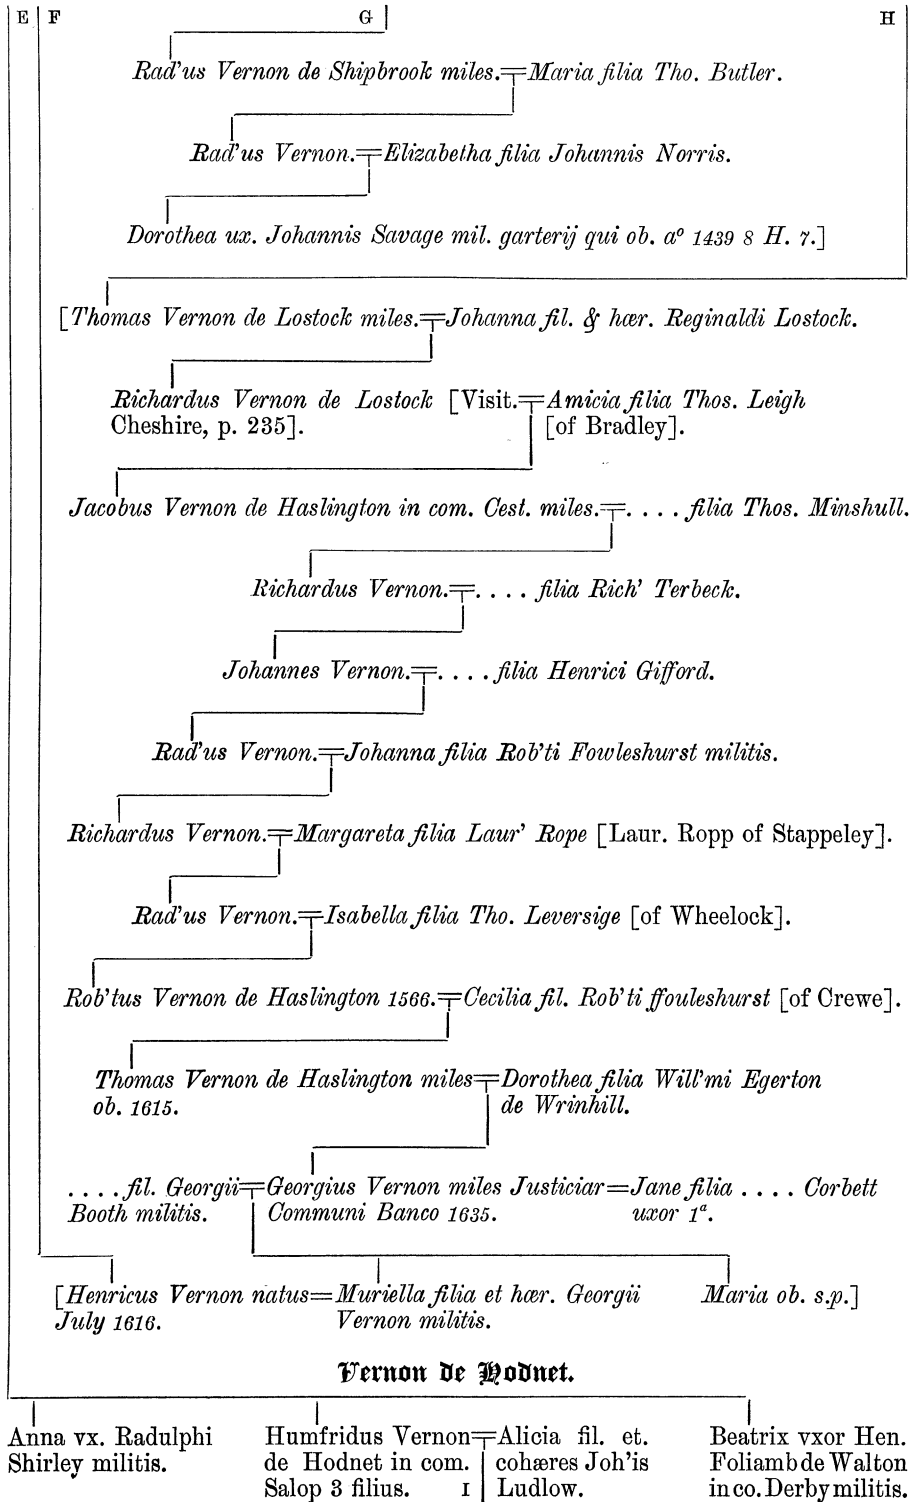 E F G H
Rad'us Vernon de Shipbrook miles.=Maria filia Tho. Butler.
Rad'us Vernon.=Elizabetha filia Johannis Norris.
Dorothea ux. Johannis Savage mil. garterij qui ob. aº 1439 8 H. 7.]
[Thomas Vernon de Lostock miles.=Johanna fil. & hær. Reginaldi Lostock.
Richardus Vernon de Lostock [Visit.=Amicia filia Thos. Leigh
Cheshire, p. 235]. [of Bradley].
Jacobus Vernon de Haslington in com. Cest. miles.=. . . . filia Thos. Minshull.
Richardus Vernon.=. . . . filia Rich' Terbeck.
Johannes Vernon.=. . . . filia Henrici Gifford.
Rad'us Vernon.=Johanna filia Rob'ti Fowleshurst militis.
Richardus Vernon.=Margareta filia Laur' Rope [Laur. Ropp of Stappeley].
Rad'us Vernon.=Isabella filia Tho. Leversige [of Wheelock].
Rob'tus Vernon de Haslington 1566.=Cecilia fil. Rob'ti ffouleshurst [of Crewe].
Thomas Vernon de Haslington miles=Dorothea filia Will'mi Egerton
ob. 1615. de Wrinhill.
. . . . fil. Georgii=Georgius Vernon miles Justiciar=Jane filia . . . . Corbett
Booth militis. Communi Banco 1635. uxor 1ª.
[Henricus Vernon natus=Muriella filia et hær. Georgii Maria ob. s.p.]
July 1616. Vernon militis.
Vernon de Hodnet.
Anna vx. Radulphi Humfridus Vernon=Alicia fil. et. Beatrix vxor Hen.
Shirley militis. de Hodnet in com. cohæres Joh'is Foliamb de Walton
Salop 3 filius. I Ludlow. in co. Derby militis.